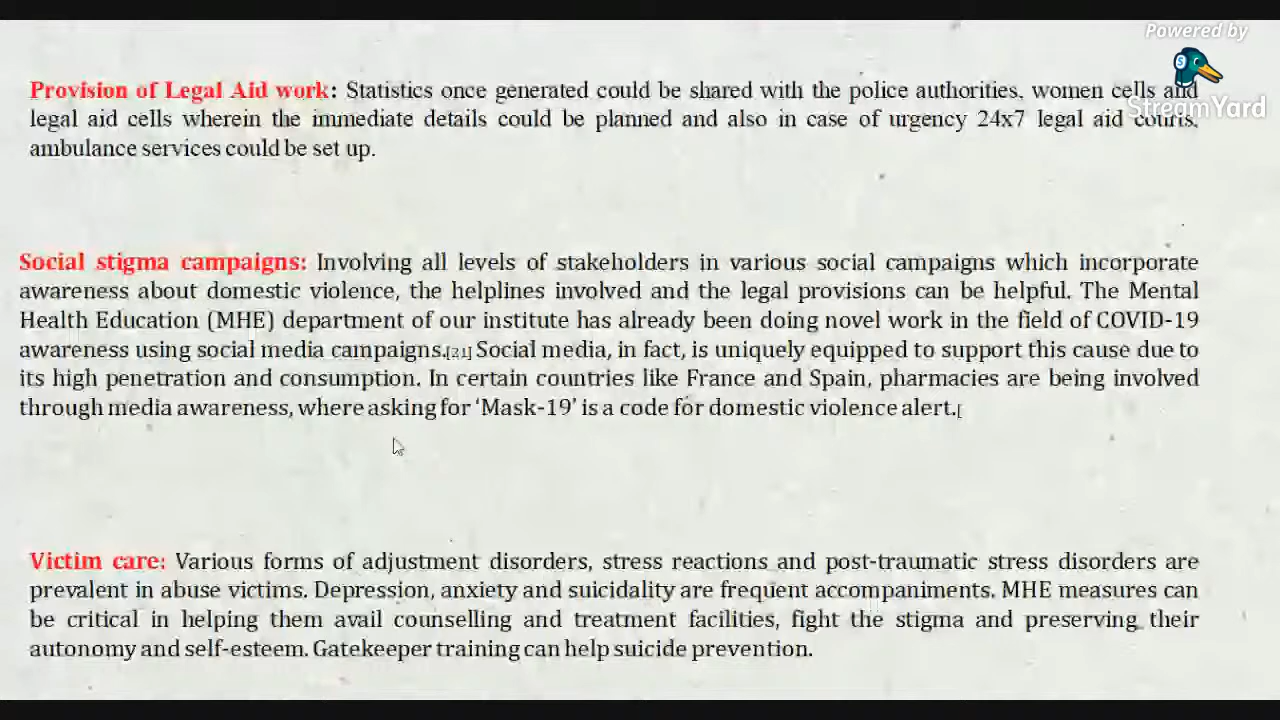 Powered by
StreamYard
Provision of Legal Aid work: Statistics once generated could be shared with the police authorities, women cells and
legal aid cells wherein the immediate details could be planned and also in case of urgency 24x7 legal aid courts,
ambulance services could be set up.
Social stigma campaigns: Involving all levels of stakeholders in various social campaigns which incorporate
awareness about domestic violence, the helplines involved and the legal provisions can be helpful. The Mental
Health Education (MHE) department of our institute has already been doing novel work in the field of COVID-19
awareness using social media campaigns.[21] Social media, in fact, is uniquely equipped to support this cause due to
its high penetration and consumption. In certain countries like France and Spain, pharmacies are being involved
through media awareness, where asking for ‘Mask-19’ is a code for domestic violence alert.[
Victim care: Various forms of adjustment disorders, stress reactions and post-traumatic stress disorders are
prevalent in abuse victims. Depression, anxiety and suicidality are frequent accompaniments. MHE measures can
be critical in helping them avail counselling and treatment facilities, fight the stigma and preserving their
autonomy and self-esteem. Gatekeeper training can help suicide prevention.